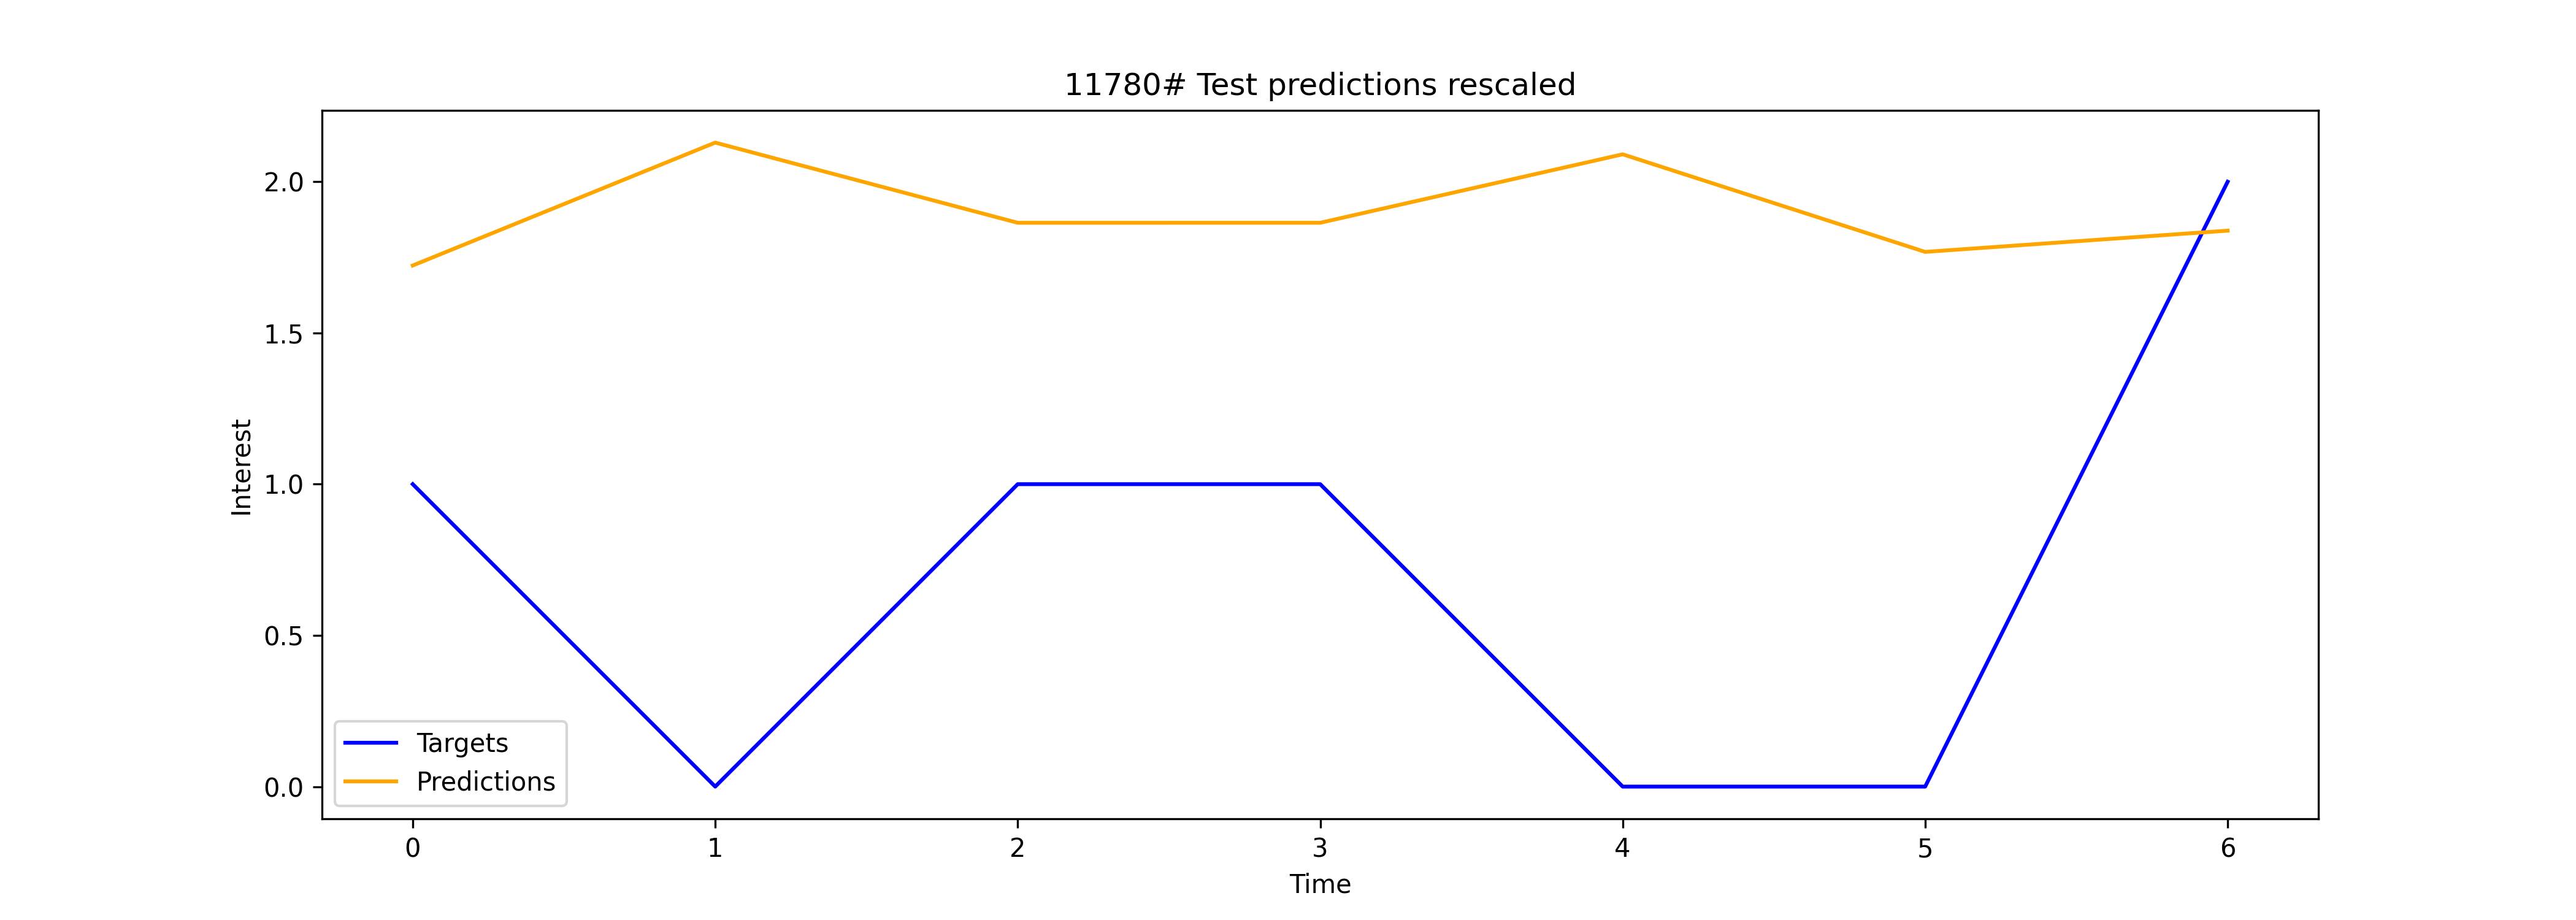 11780# Test predictions rescaled
2.0
1.5
1.0
0.5
0.0
Interest
Targets
Predictions
0 1 2 3 4 5 6
Time